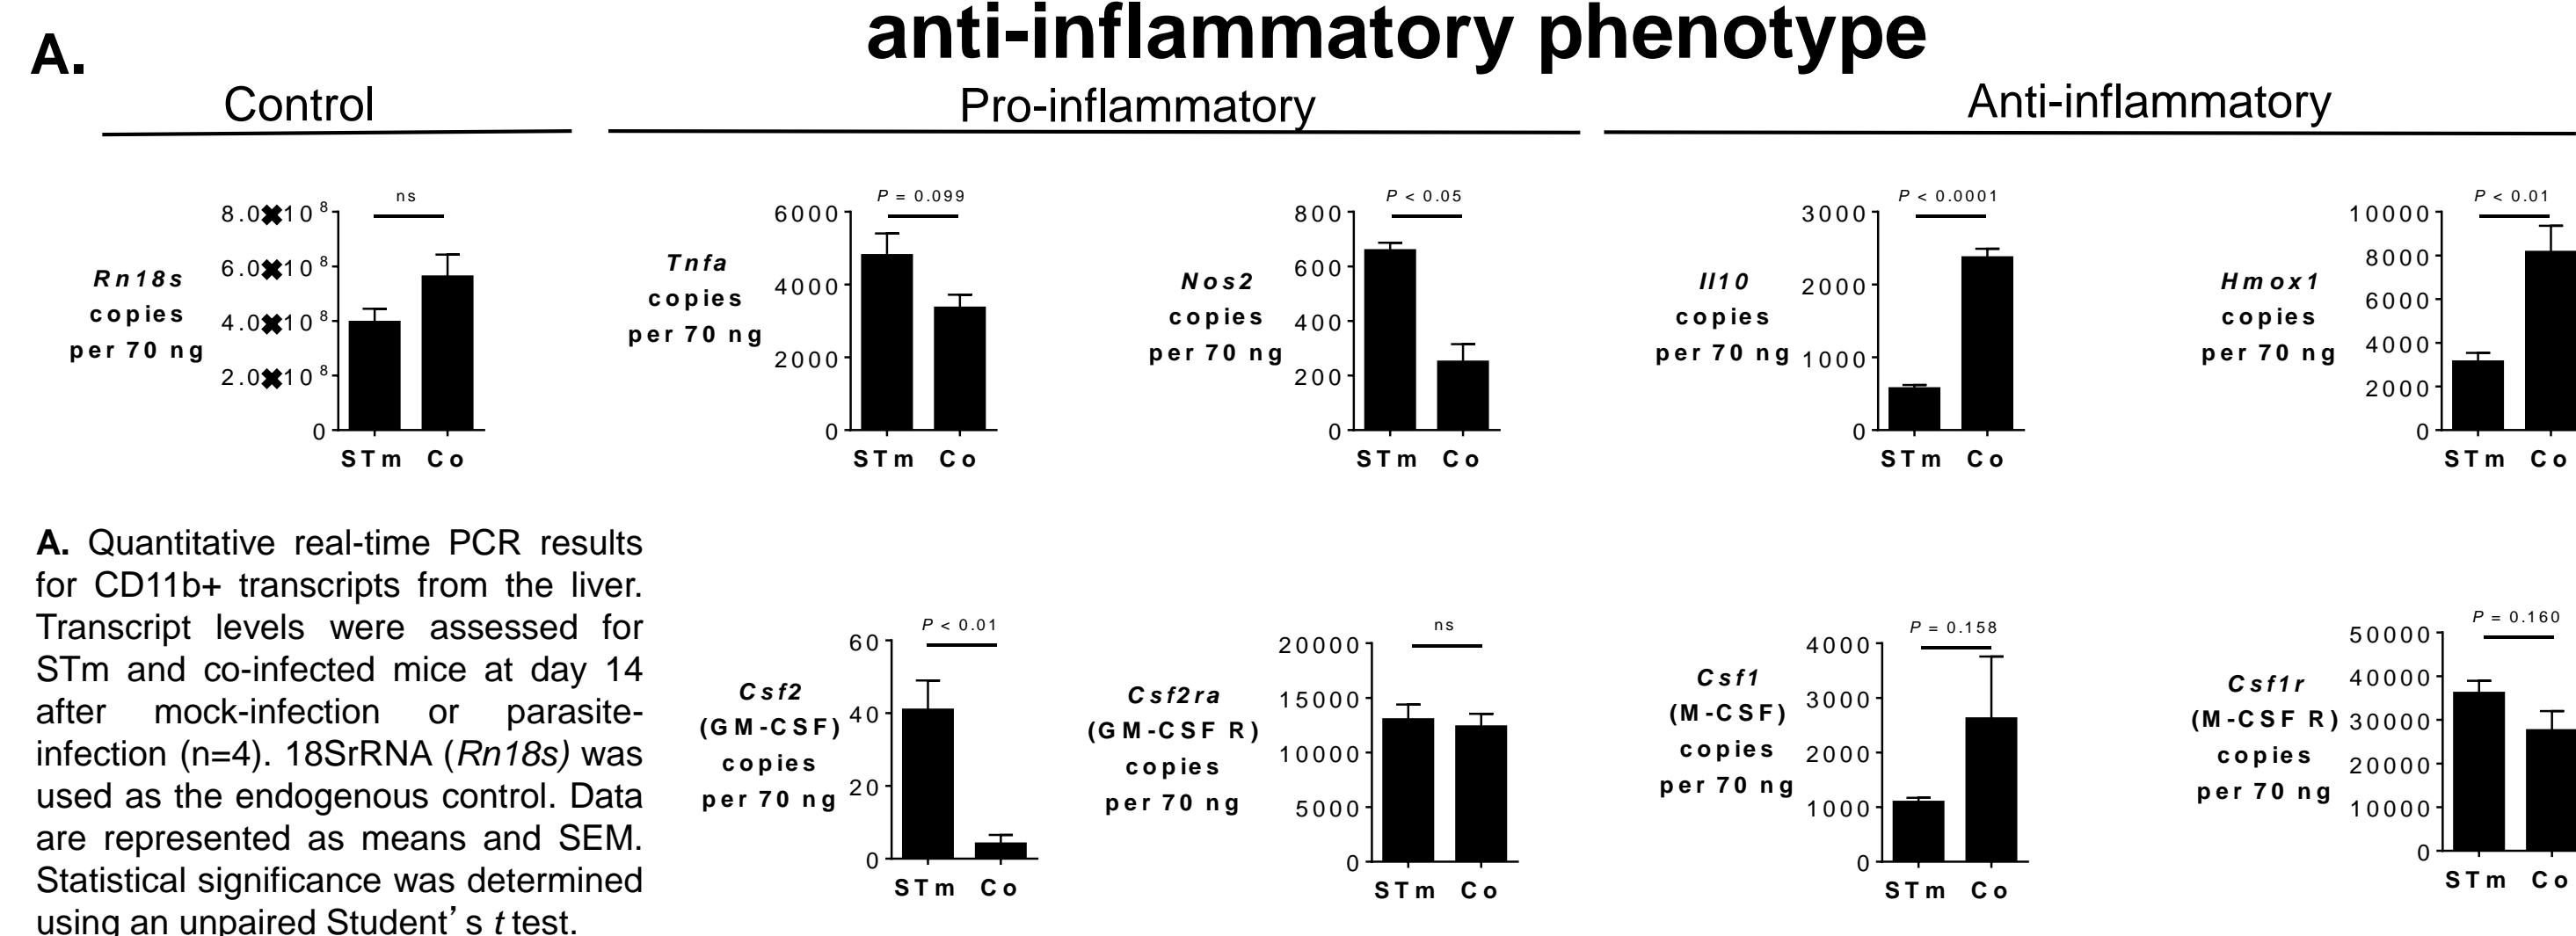 anti-inflammatory phenotype
A.
Control
Pro-inflammatory
Anti-inflammatory
Rn18s
copies
per 70 ng
8.0✖10⁸
6.0✖10⁸
4.0✖10⁸
2.0✖10⁸
0
ns
STm Co
Tnfa
copies
per 70 ng
6000
4000
2000
0
P = 0.099
STm Co
Nos2
copies
per 70 ng
800
600
400
200
0
P < 0.05
STm Co
Il10
copies
per 70 ng
3000
2000
1000
0
P < 0.0001
STm Co
Hmox1
copies
per 70 ng
10000
8000
6000
4000
2000
0
P < 0.01
STm Co
A. Quantitative real-time PCR results
for CD11b+ transcripts from the liver.
Transcript levels were assessed for
STm and co-infected mice at day 14
after mock-infection or parasite-
infection (n=4). 18SrRNA (Rn18s) was
used as the endogenous control. Data
are represented as means and SEM.
Statistical significance was determined
using an unpaired Student’s t test.
Csf2
(GM-CSF)
copies
per 70 ng
60
40
20
0
P < 0.01
STm Co
Csf2ra
(GM-CSF R)
copies
per 70 ng
20000
15000
10000
5000
0
ns
STm Co
Csf1
(M-CSF)
copies
per 70 ng
4000
3000
2000
1000
0
P = 0.158
STm Co
Csf1r
(M-CSF R)
copies
per 70 ng
50000
40000
30000
20000
10000
0
P = 0.160
STm Co